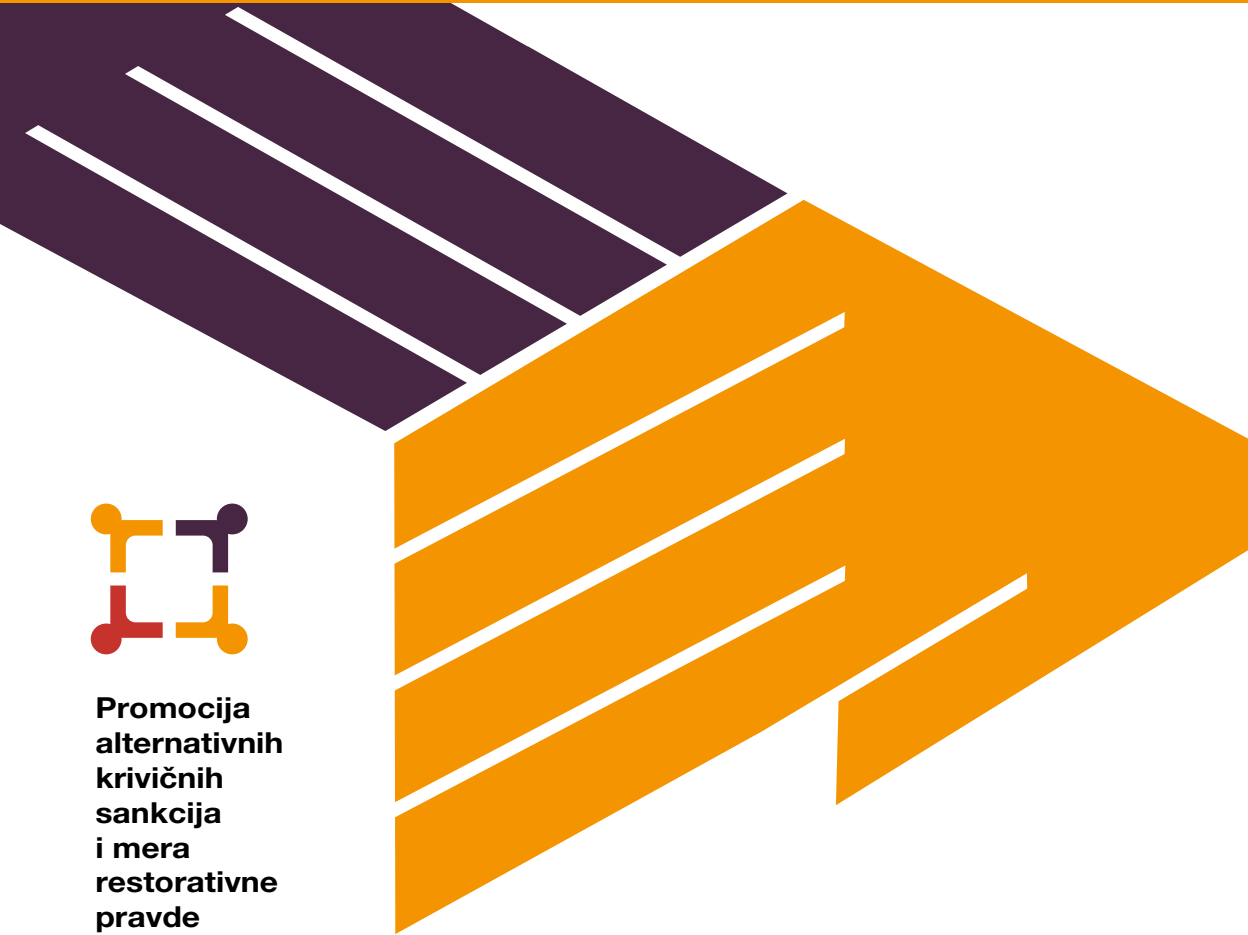 Promocija
alternativnih
krivičnih
sankcija
i mera
restorativne
pravde